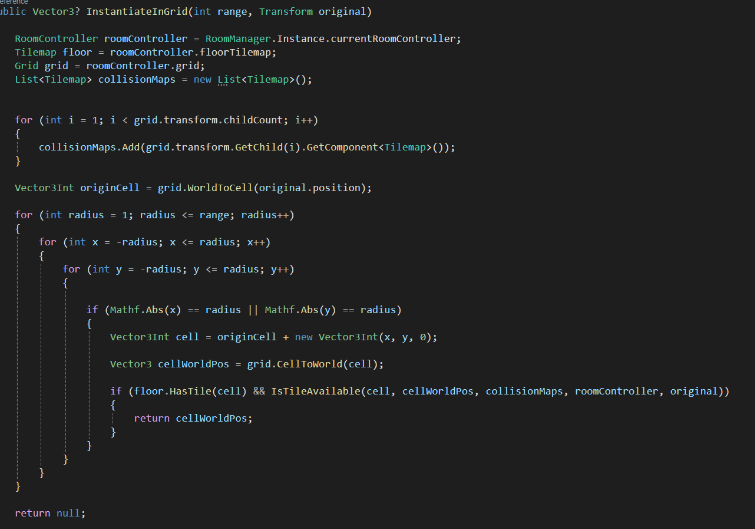 public Vector3? InstantiateInGrid(int range, Transform original)
RoomController roomController = RoomManager.Instance.currentRoomController;
Tilemap floor = roomController.floorTilemap;
Grid grid = roomController.grid;
List<Tilemap> collisionMaps = new List<Tilemap>();
for (int i = 1; i < grid.transform.childCount; i++)
{
collisionMaps.Add(grid.transform.GetChild(i).GetComponent<Tilemap>());
}
Vector3Int originCell = grid.WorldToCell(original.position);
for (int radius = 1; radius <= range; radius++)
{
for (int x = -radius; x <= radius; x++)
{
for (int y = -radius; y <= radius; y++)
{
if (Mathf.Abs(x) == radius || Mathf.Abs(y) == radius)
{
Vector3Int cell = originCell + new Vector3Int(x, y, 0);
Vector3 cellWorldPos = grid.CellToWorld(cell);
if (floor.HasTile(cell) && IsTileAvailable(cell, cellWorldPos, collisionMaps, roomController, original))
{
return cellWorldPos;
}
}
}
}
}
return null;